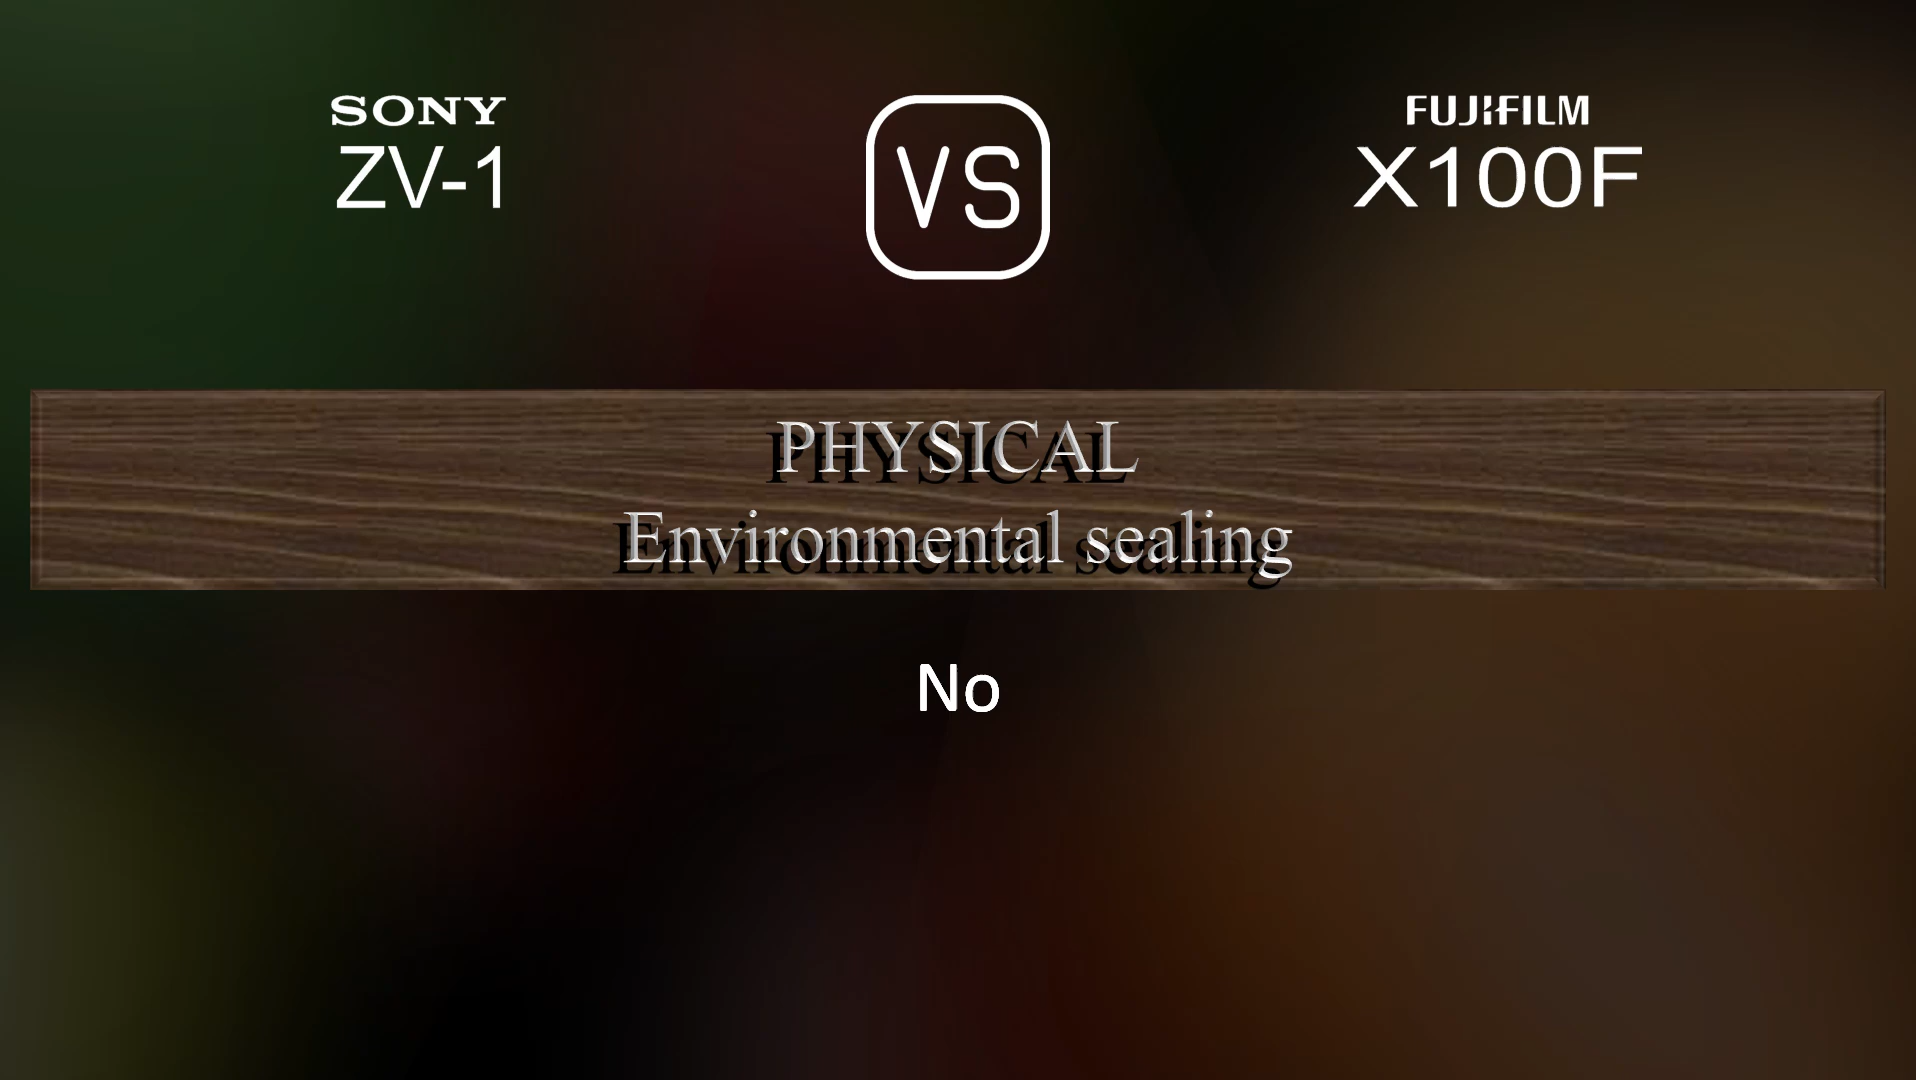 SONY
ZV-1
VS
FUJIFILM
X100F
PHYSICAL
Environmental sealing
No